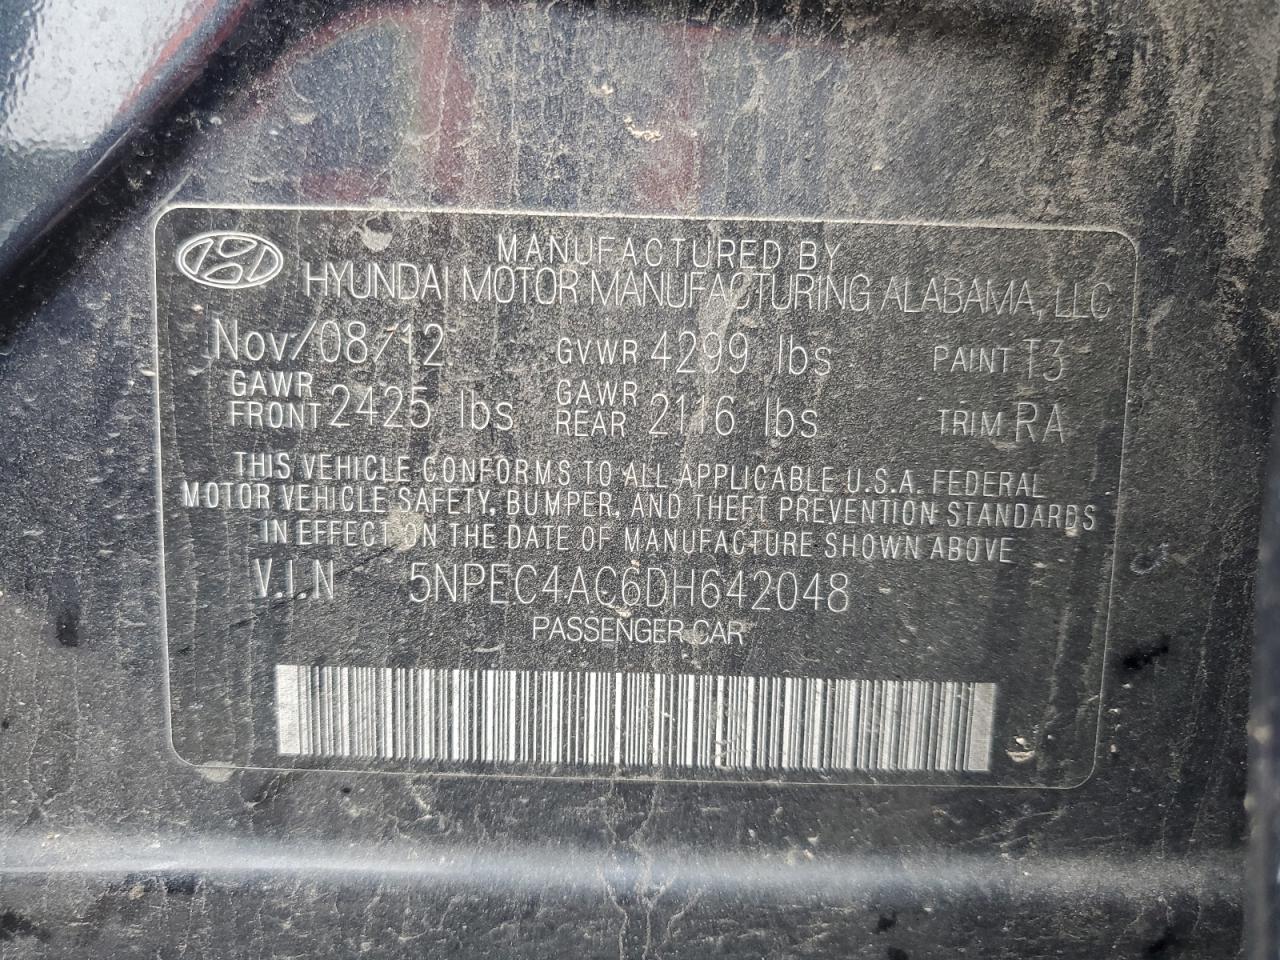 MANUFACTURED BY
HYUNDAI MOTOR MANUFACTURING ALABAMA, LLC
Nov/08/12 GVWR 4299 lbs PAINT T3
GAWR FRONT 2425 lbs GAWR REAR 2116 lbs TRIM RA
THIS VEHICLE CONFORMS TO ALL APPLICABLE U.S.A. FEDERAL
MOTOR VEHICLE SAFETY, BUMPER, AND THEFT PREVENTION STANDARDS
IN EFFECT ON THE DATE OF MANUFACTURE SHOWN ABOVE
V.I.N 5NPEC4AC6DH642048
PASSENGER CAR